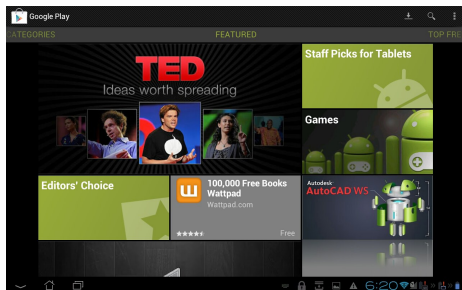 Google Play
CATEGORIES
FEATURED
TOP FRE
TED
Ideas worth spreading
Staff Picks for Tablets
Games
Editors' Choice
100,000 Free Books
Wattpad
Wattpad.com
Free
Autodesk
AutoCAD WS
6:20